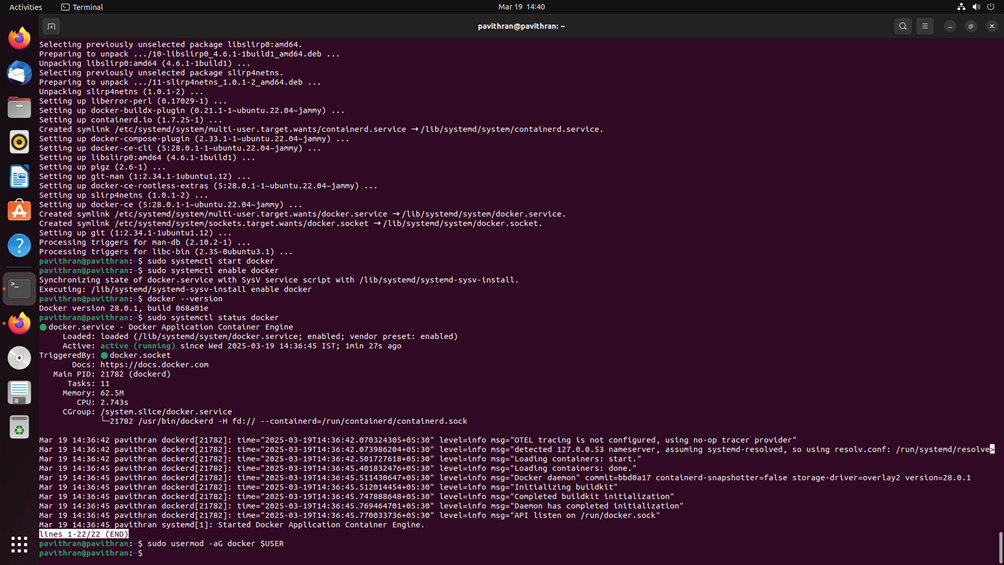 Activities
Terminal
Mar 19 14:40
pavithran@pavithran: ~
Selecting previously unselected package libslirp0:amd64.
Preparing to unpack .../10-libslirp0_4.6.1-1build1_amd64.deb ...
Unpacking libslirp0:amd64 (4.6.1-1build1) ...
Selecting previously unselected package slirp4netns.
Preparing to unpack .../11-slirp4netns_1.0.1-2_amd64.deb ...
Unpacking slirp4netns (1.0.1-2) ...
Setting up liberror-perl (0.17029-1) ...
Setting up docker-buildx-plugin (0.21.1-1~ubuntu.22.04~jammy) ...
Setting up containerd.io (1.7.25-1) ...
Created symlink /etc/systemd/system/multi-user.target.wants/containerd.service → /lib/systemd/system/containerd.service.
Setting up docker-compose-plugin (2.33.1-1~ubuntu.22.04~jammy) ...
Setting up docker-ce-cli (5:28.0.1-1~ubuntu.22.04~jammy) ...
Setting up libslirp0:amd64 (4.6.1-1build1) ...
Setting up pigz (2.6-1) ...
Setting up git-man (1:2.34.1-1ubuntu1.12) ...
Setting up docker-ce-rootless-extras (5:28.0.1-1~ubuntu.22.04~jammy) ...
Setting up slirp4netns (1.0.1-2) ...
Setting up docker-ce (5:28.0.1-1~ubuntu.22.04~jammy) ...
Created symlink /etc/systemd/system/multi-user.target.wants/docker.service → /lib/systemd/system/docker.service.
Created symlink /etc/systemd/system/sockets.target.wants/docker.socket → /lib/systemd/system/docker.socket.
Setting up git (1:2.34.1-1ubuntu1.12) ...
Processing triggers for man-db (2.10.2-1) ...
Processing triggers for libc-bin (2.35-0ubuntu3.1) ...
pavithran@pavithran:~$ sudo systemctl start docker
pavithran@pavithran:~$ sudo systemctl enable docker
Synchronizing state of docker.service with SysV service script with /lib/systemd/systemd-sysv-install.
Executing: /lib/systemd/systemd-sysv-install enable docker
pavithran@pavithran:~$ docker --version
Docker version 28.0.1, build 068a01e
pavithran@pavithran:~$ sudo systemctl status docker
● docker.service - Docker Application Container Engine
Loaded: loaded (/lib/systemd/system/docker.service; enabled; vendor preset: enabled)
Active: active (running) since Wed 2025-03-19 14:36:45 IST; 1min 27s ago
TriggeredBy: ● docker.socket
Docs: https://docs.docker.com
Main PID: 21782 (dockerd)
Tasks: 11
Memory: 62.5M
CPU: 2.743s
CGroup: /system.slice/docker.service
└─21782 /usr/bin/dockerd -H fd:// --containerd=/run/containerd/containerd.sock
Mar 19 14:36:42 pavithran dockerd[21782]: time="2025-03-19T14:36:42.070324305+05:30" level=info msg="OTEL tracing is not configured, using no-op tracer provider"
Mar 19 14:36:42 pavithran dockerd[21782]: time="2025-03-19T14:36:42.073986204+05:30" level=info msg="detected 127.0.0.53 nameserver, assuming systemd-resolved, so using resolv.conf: /run/systemd/resolve>
Mar 19 14:36:42 pavithran dockerd[21782]: time="2025-03-19T14:36:42.501727618+05:30" level=info msg="Loading containers: start."
Mar 19 14:36:45 pavithran dockerd[21782]: time="2025-03-19T14:36:45.401832476+05:30" level=info msg="Loading containers: done."
Mar 19 14:36:45 pavithran dockerd[21782]: time="2025-03-19T14:36:45.511430647+05:30" level=info msg="Docker daemon" commit=bbd0a17 containerd-snapshotter=false storage-driver=overlay2 version=28.0.1
Mar 19 14:36:45 pavithran dockerd[21782]: time="2025-03-19T14:36:45.512014454+05:30" level=info msg="Initializing buildkit"
Mar 19 14:36:45 pavithran dockerd[21782]: time="2025-03-19T14:36:45.747888648+05:30" level=info msg="Completed buildkit initialization"
Mar 19 14:36:45 pavithran dockerd[21782]: time="2025-03-19T14:36:45.769464701+05:30" level=info msg="Daemon has completed initialization"
Mar 19 14:36:45 pavithran dockerd[21782]: time="2025-03-19T14:36:45.770033736+05:30" level=info msg="API listen on /run/docker.sock"
Mar 19 14:36:45 pavithran systemd[1]: Started Docker Application Container Engine.
lines 1-22/22 (END)
pavithran@pavithran:~$ sudo usermod -aG docker $USER
pavithran@pavithran:~$